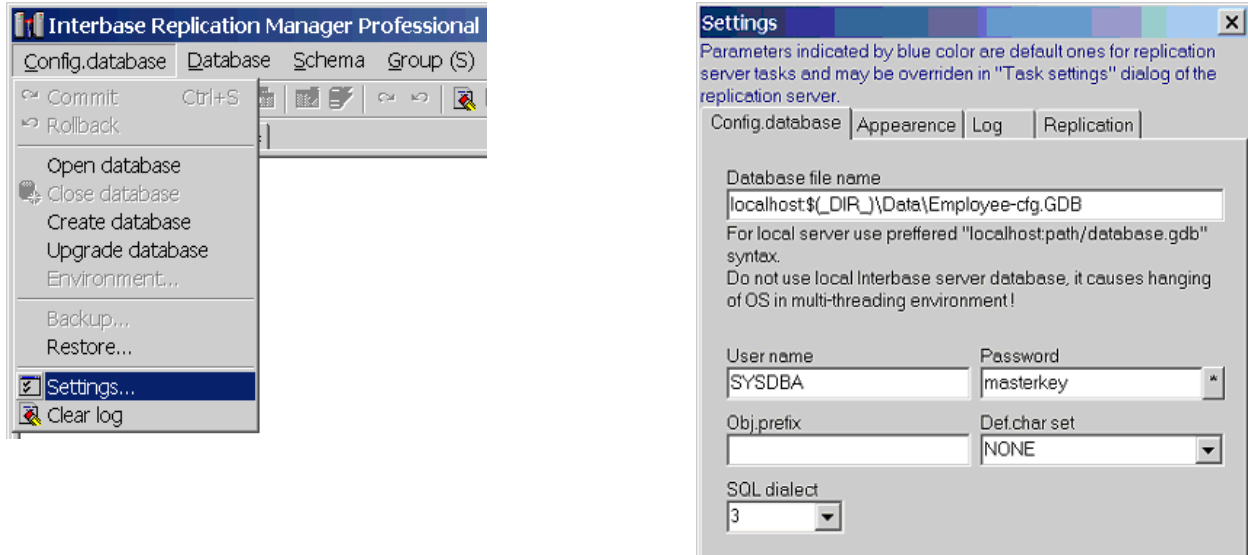 Interbase Replication Manager Professional
Config.database Database Schema Group (S)
Commit Ctrl+S
Rollback
Open database
Close database
Create database
Upgrade database
Environment...
Backup...
Restore...
Settings...
Clear log
Settings
Parameters indicated by blue color are default ones for replication
server tasks and may be overriden in "Task settings" dialog of the
replication server.
Config.database Appearence Log Replication
Database file name
localhost:$(_DIR_)\Data\Employee-cfg.GDB
For local server use preffered "localhost:path/database.gdb"
syntax.
Do not use local Interbase server database, it causes hanging
of OS in multi-threading environment!
User name Password
SYSDBA masterkey *
Obj.prefix Def.char set
NONE
SQL dialect
3